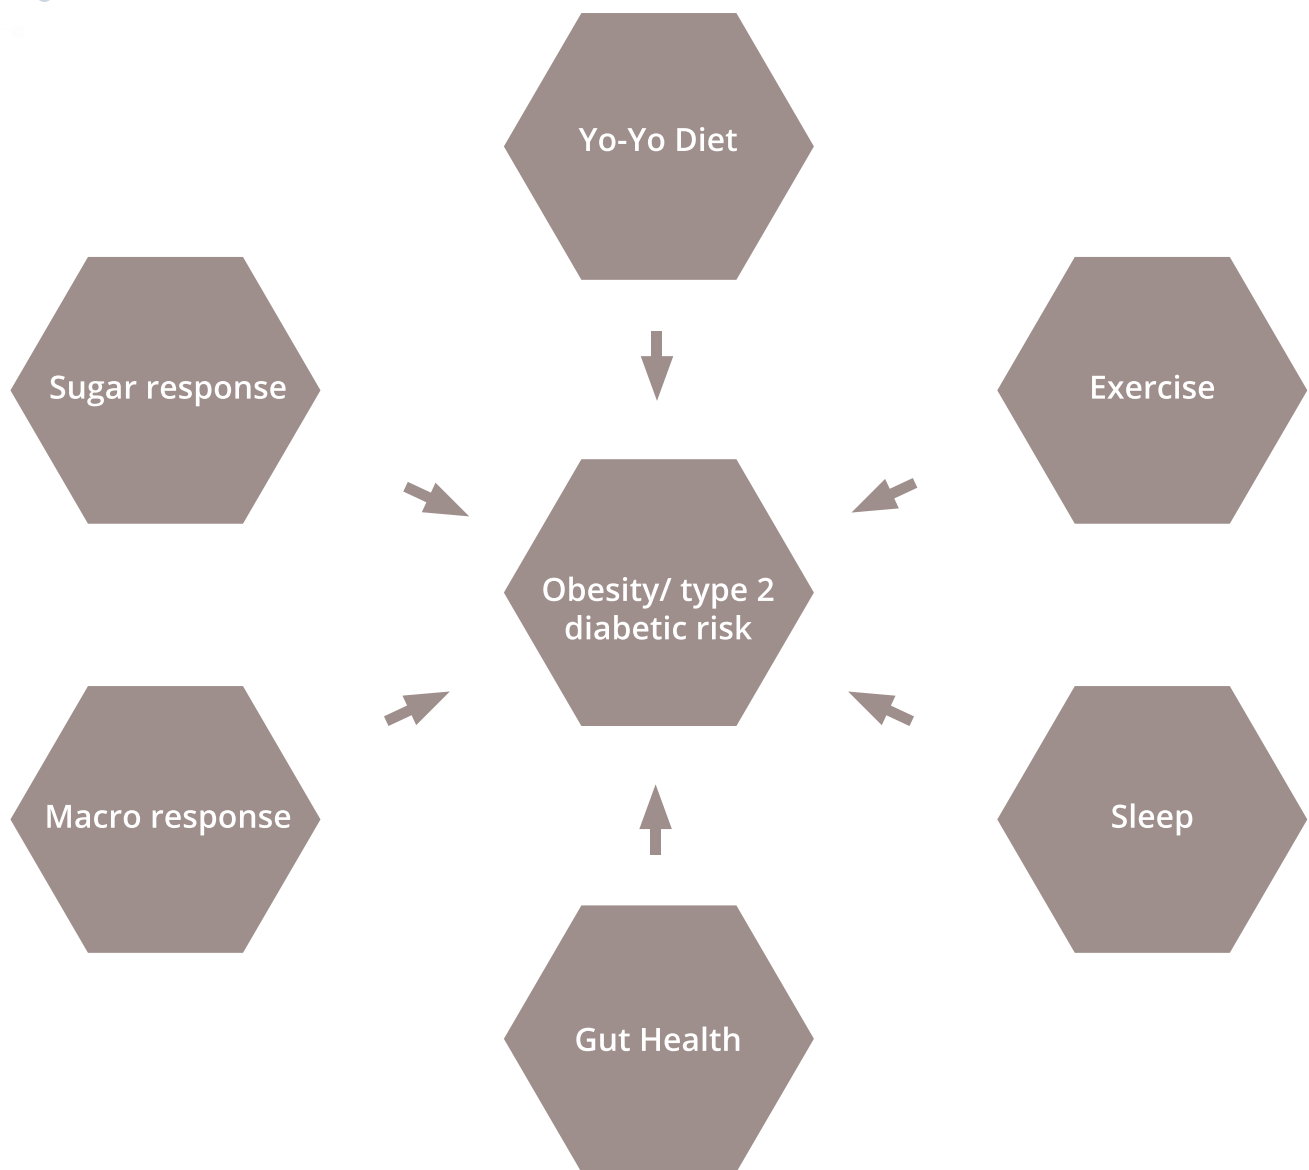 Yo-Yo Diet
Sugar response
Exercise
Obesity/ type 2
diabetic risk
Macro response
Sleep
Gut Health